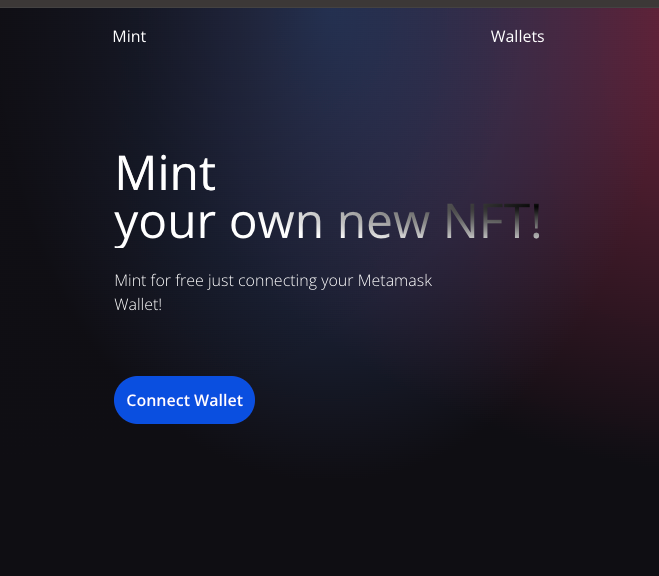 Mint
Wallets
Mint
your own new NFT!
Mint for free just connecting your Metamask
Wallet!
Connect Wallet